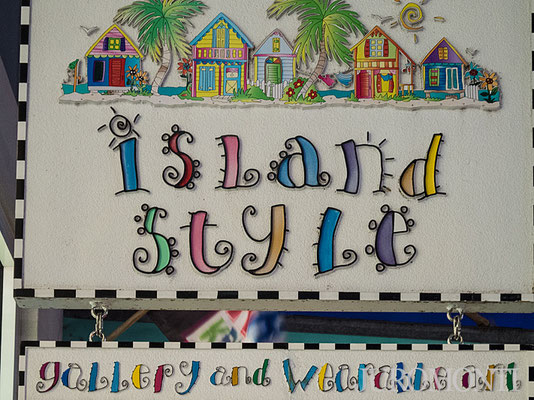 island
style
gallery and wearable art